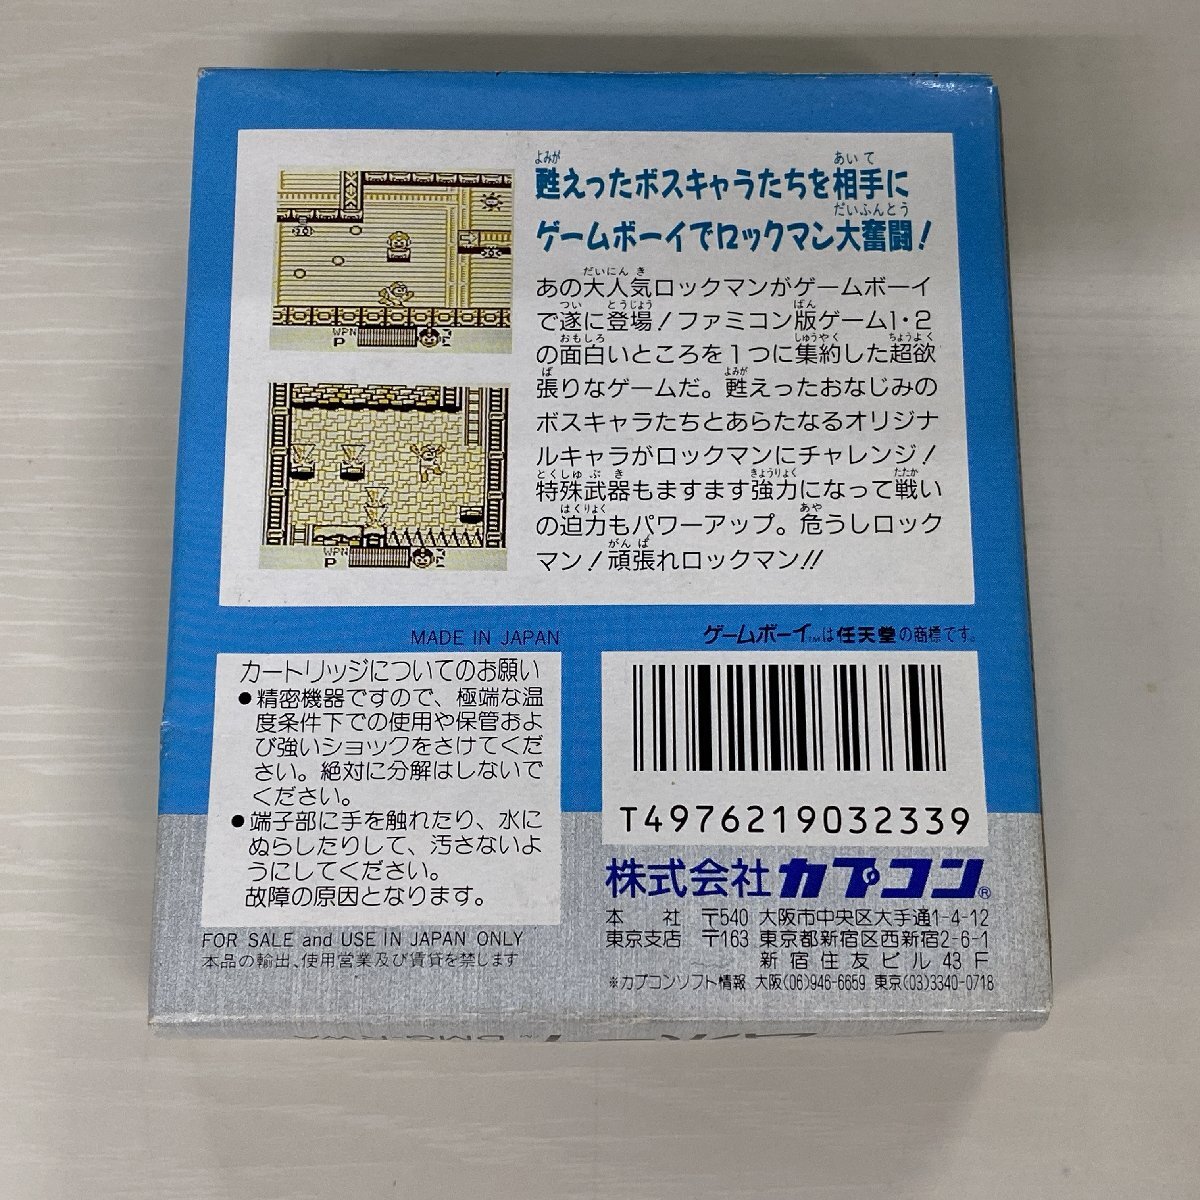 甦えったボスキャラたちを相手に
ゲームボーイでロックマン大奮闘!
あの大人気ロックマンがゲームボーイ
で遂に登場!ファミコン版ゲーム1・2
の面白いところを1つに集約した超欲
張りなゲームだ。甦えったおなじみの
ボスキャラたちとあらたなるオリジナ
ルキャラがロックマンにチャレンジ!
特殊武器もますます強力になって戦い
の迫力もパワーアップ。危うしロック
マン!頑張れロックマン!!
WPN
P
WPN
P
MADE IN JAPAN
ゲームボーイ™は任天堂の商標です。
カートリッジについてのお願い
●精密機器ですので、極端な温
度条件下での使用や保管およ
び強いショックをさけてくだ
さい。絶対に分解はしないで
ください。
●端子部に手を触れたり、水に
ぬらしたりして、汚さないよ
うにしてください。
故障の原因となります。
FOR SALE and USE IN JAPAN ONLY
本品の輸出、使用営業及び賃貸を禁します
T4976219032339
株式会社カプコン®
本社 〒540 大阪市中央区大手通1-4-12
東京支店 〒163 東京都新宿区西新宿2-6-1
新宿住友ビル 43 F
※カプコンソフト情報 大阪(06)946-6659 東京(03)3340-0718